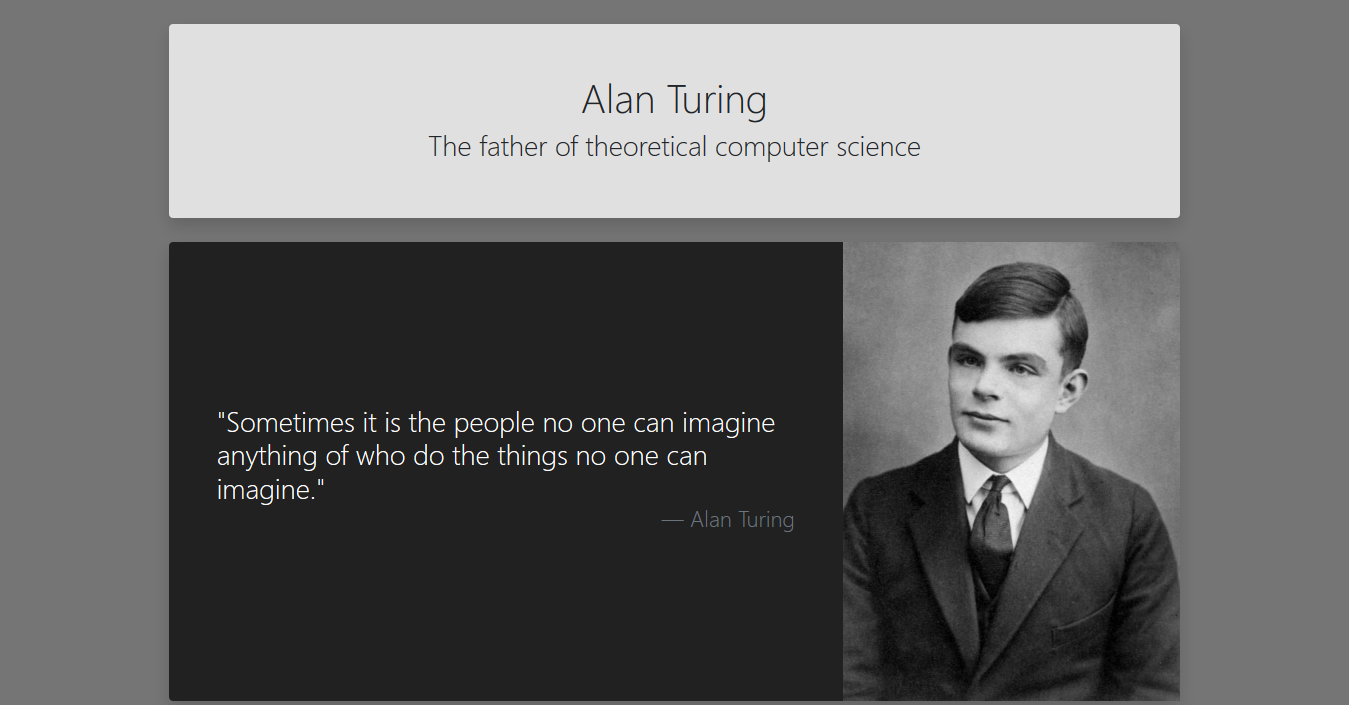 Alan Turing
The father of theoretical computer science
"Sometimes it is the people no one can imagine
anything of who do the things no one can
imagine."
— Alan Turing